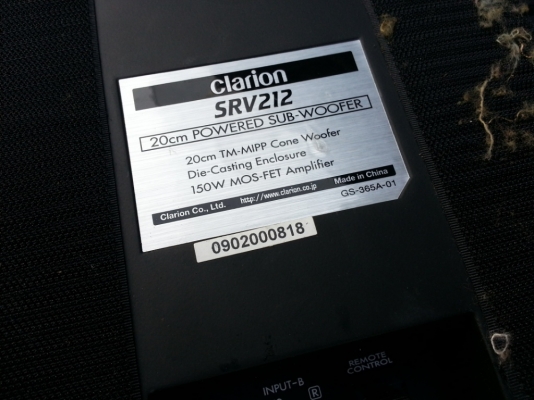 clarion
SRV212
20cm POWERED SUB-WOOFER
20cm TM-MIPP Cone Woofer
Die-Casting Enclosure
150W MOS-FET Amplifier
Clarion Co., Ltd. http://www.clarion.co.jp Made in China
GS-365A-01
0902000818
REMOTE
CONTROL
INPUT-B
R